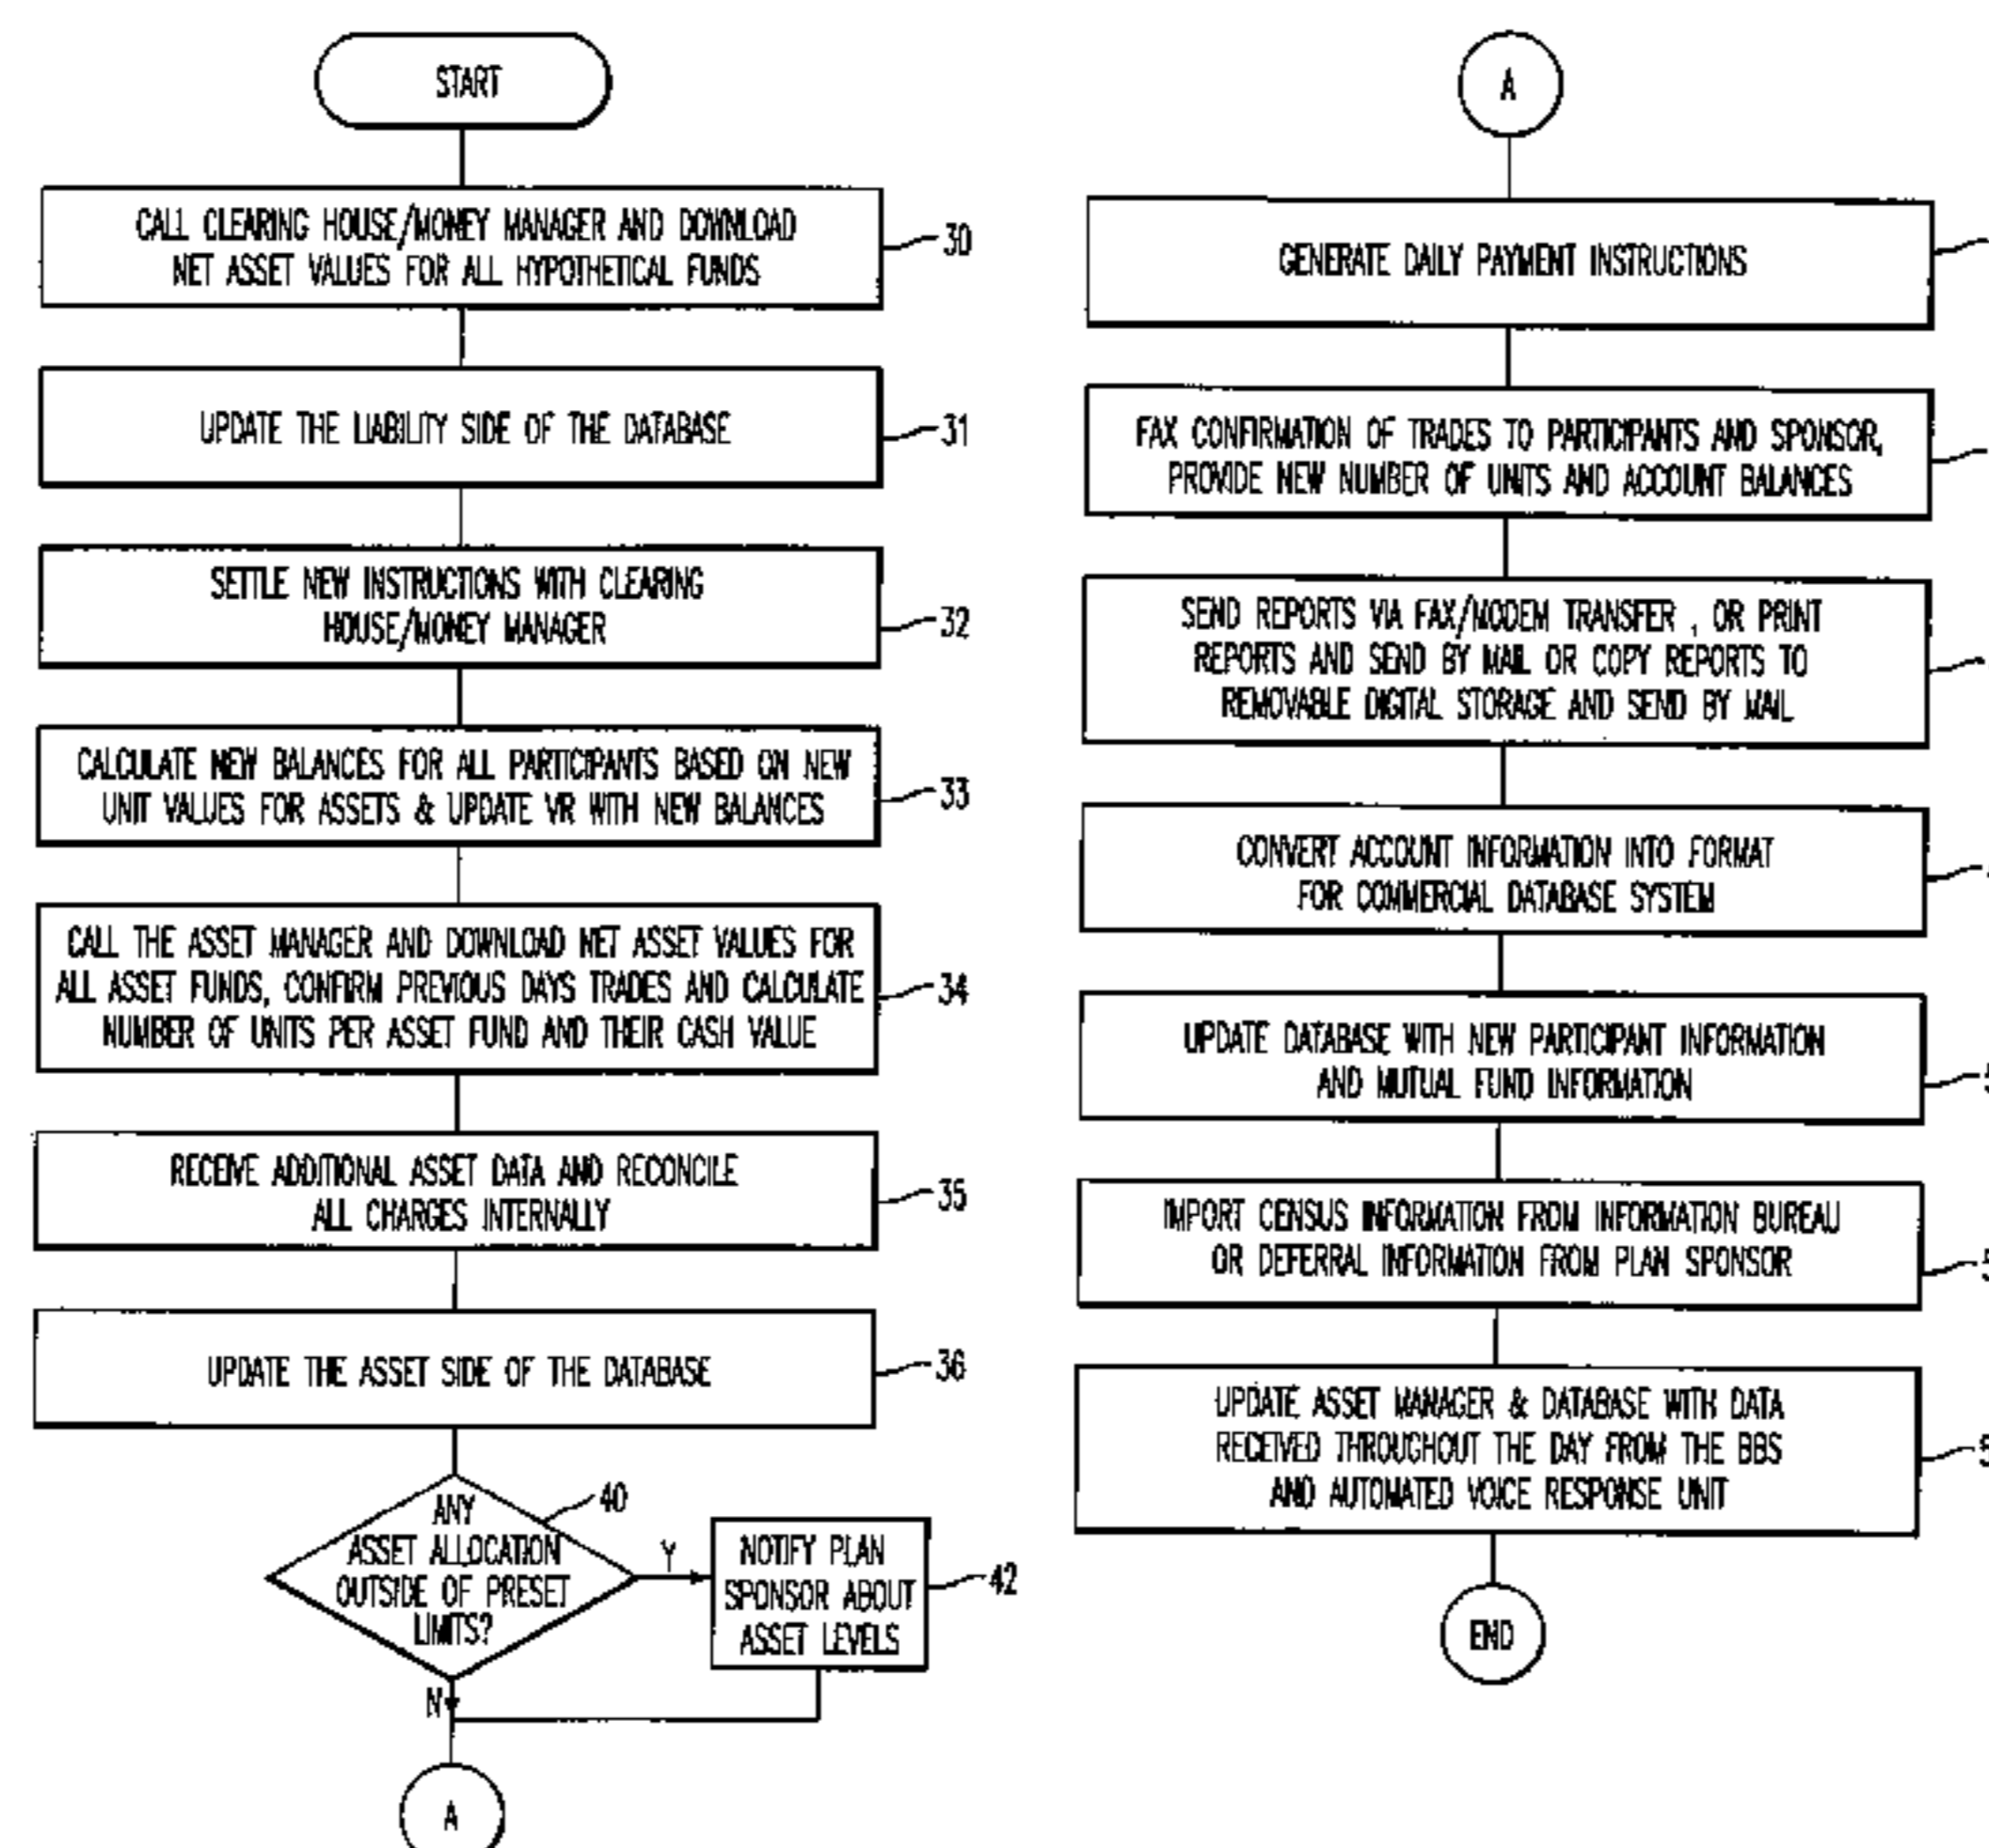 START
CALL CLEARING HOUSE/MONEY MANAGER AND DOWNLOAD
NET ASSET VALUES FOR ALL HYPOTHETICAL FUNDS
30
UPDATE THE LIABILITY SIDE OF THE DATABASE
31
SETTLE NEW INSTRUCTIONS WITH CLEARING
HOUSE/MONEY MANAGER
32
CALCULATE NEW BALANCES FOR ALL PARTICIPANTS BASED ON NEW
UNIT VALUES FOR ASSETS & UPDATE VR WITH NEW BALANCES
33
CALL THE ASSET MANAGER AND DOWNLOAD NET ASSET VALUES FOR
ALL ASSET FUNDS, CONFIRM PREVIOUS DAYS TRADES AND CALCULATE
NUMBER OF UNITS PER ASSET FUND AND THEIR CASH VALUE
34
RECEIVE ADDITIONAL ASSET DATA AND RECONCILE
ALL CHARGES INTERNALLY
35
UPDATE THE ASSET SIDE OF THE DATABASE
36
ANY
ASSET ALLOCATION
OUTSIDE OF PRESET
LIMITS?
40
Y
NOTIFY PLAN
SPONSOR ABOUT
ASSET LEVELS
42
N
A
A
GENERATE DAILY PAYMENT INSTRUCTIONS
FAX CONFIRMATION OF TRADES TO PARTICIPANTS AND SPONSOR,
PROVIDE NEW NUMBER OF UNITS AND ACCOUNT BALANCES
SEND REPORTS VIA FAX/MODEM TRANSFER , OR PRINT
REPORTS AND SEND BY MAIL OR COPY REPORTS TO
REMOVABLE DIGITAL STORAGE AND SEND BY MAIL
CONVERT ACCOUNT INFORMATION INTO FORMAT
FOR COMMERCIAL DATABASE SYSTEM
UPDATE DATABASE WITH NEW PARTICIPANT INFORMATION
AND MUTUAL FUND INFORMATION
IMPORT CENSUS INFORMATION FROM INFORMATION BUREAU
OR DEFERRAL INFORMATION FROM PLAN SPONSOR
UPDATE ASSET MANAGER & DATABASE WITH DATA
RECEIVED THROUGHOUT THE DAY FROM THE BBS
AND AUTOMATED VOICE RESPONSE UNIT
END